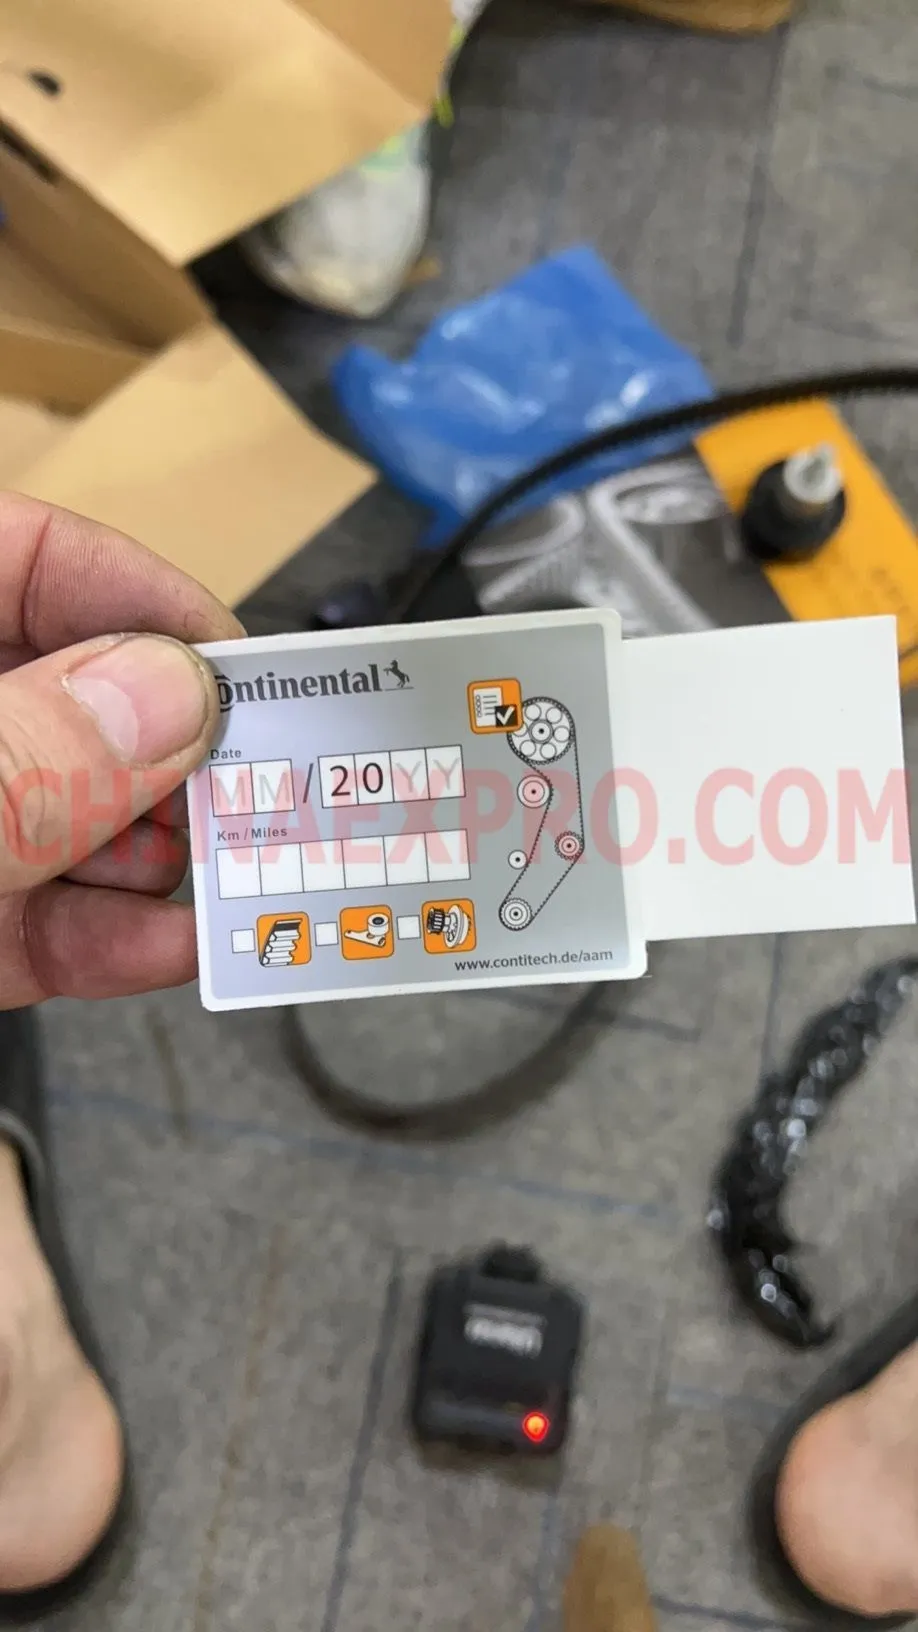 Continental
Date
MM/20YY
Km/Miles
www.contitech.de/aam
CHINAEXPRO.COM